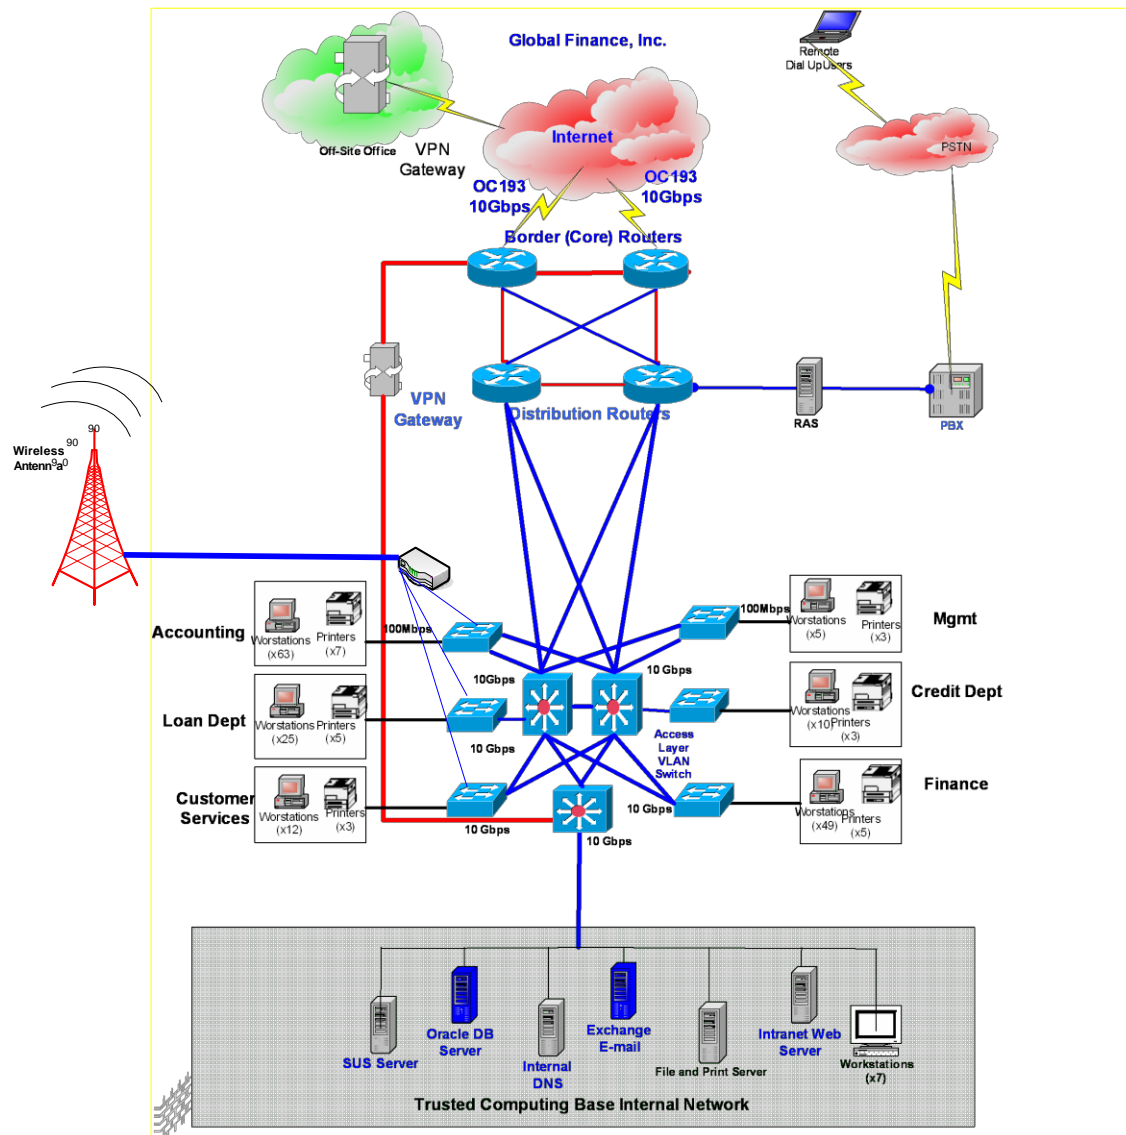 Global Finance, Inc.
Remote
Dial UpUsers
Internet
Off-Site Office
VPN
Gateway
PSTN
OC193
10Gbps
OC193
10Gbps
Border (Core) Routers
VPN
Gateway
Distribution Routers
RAS
PBX
90
90
Wireless
Antenn a
9 0
Accounting
Worstations
(x63)
Printers
(x7)
100Mbps
100Mbps
Worstations
(x5)
Printers
(x3)
Mgmt
10Gbps
10 Gbps
Loan Dept
Worstations
(x25)
Printers
(x5)
10 Gbps
Access
Layer
VLAN
Switch
Worstations
(x10)
Printers
(x3)
Credit Dept
Customer
Services
Worstations
(x12)
Printers
(x3)
10 Gbps
10 Gbps
10 Gbps
Worstations
(x49)
Printers
(x5)
Finance
SUS Server
Oracle DB
Server
Internal
DNS
Exchange
E-mail
File and Print Server
Intranet Web
Server
Workstations
(x7)
Trusted Computing Base Internal Network